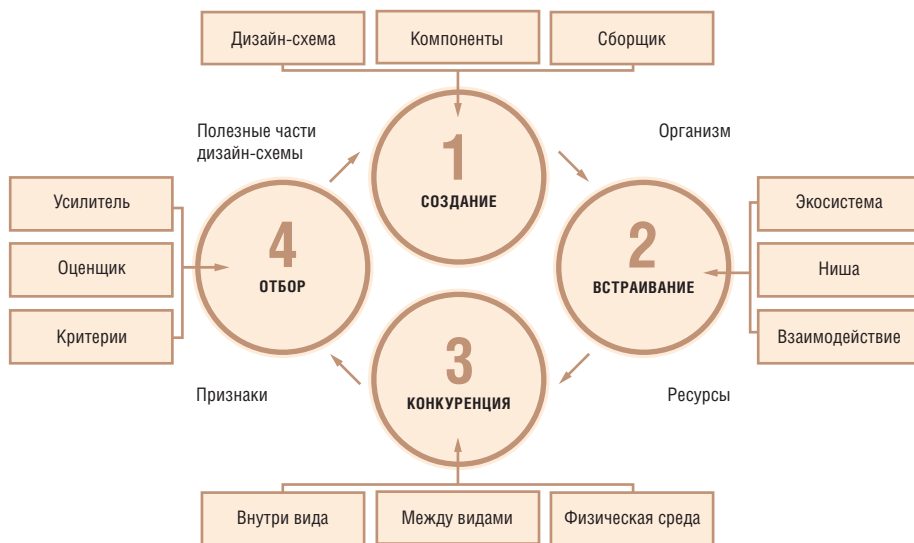 Дизайн-схема
Компоненты
Сборщик
Полезные части
дизайн-схемы
1
СОЗДАНИЕ
Организм
Усилитель
Оценщик
Критерии
4
ОТБОР
2
ВСТРАИВАНИЕ
Экосистема
Ниша
Взаимодействие
Признаки
3
КОНКУРЕНЦИЯ
Ресурсы
Внутри вида
Между видами
Физическая среда